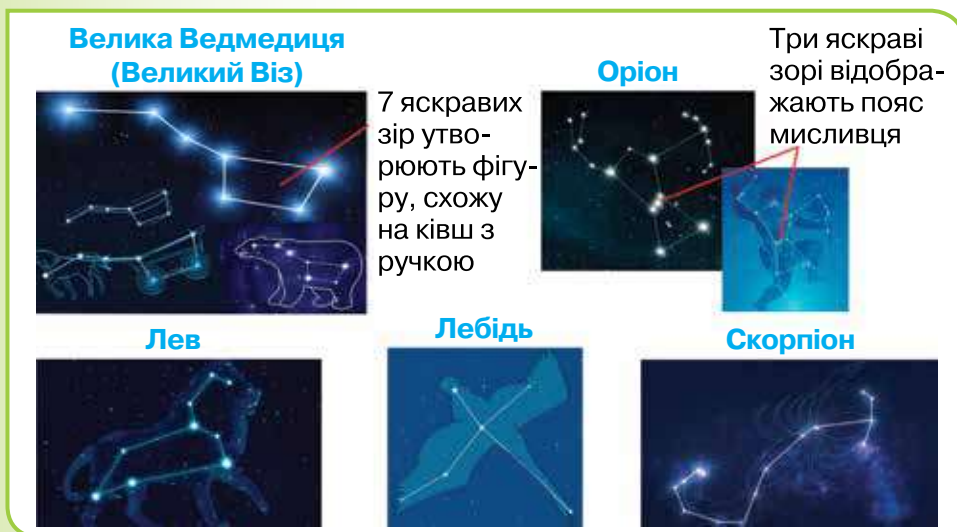 Велика Ведмедиця
(Великий Віз)
7 яскравих
зір утво-
рюють фігу-
ру, схожу
на ківш з
ручкою
Оріон
Три яскраві
зорі відобра-
жають пояс
мисливця
Лев
Лебідь
Скорпіон